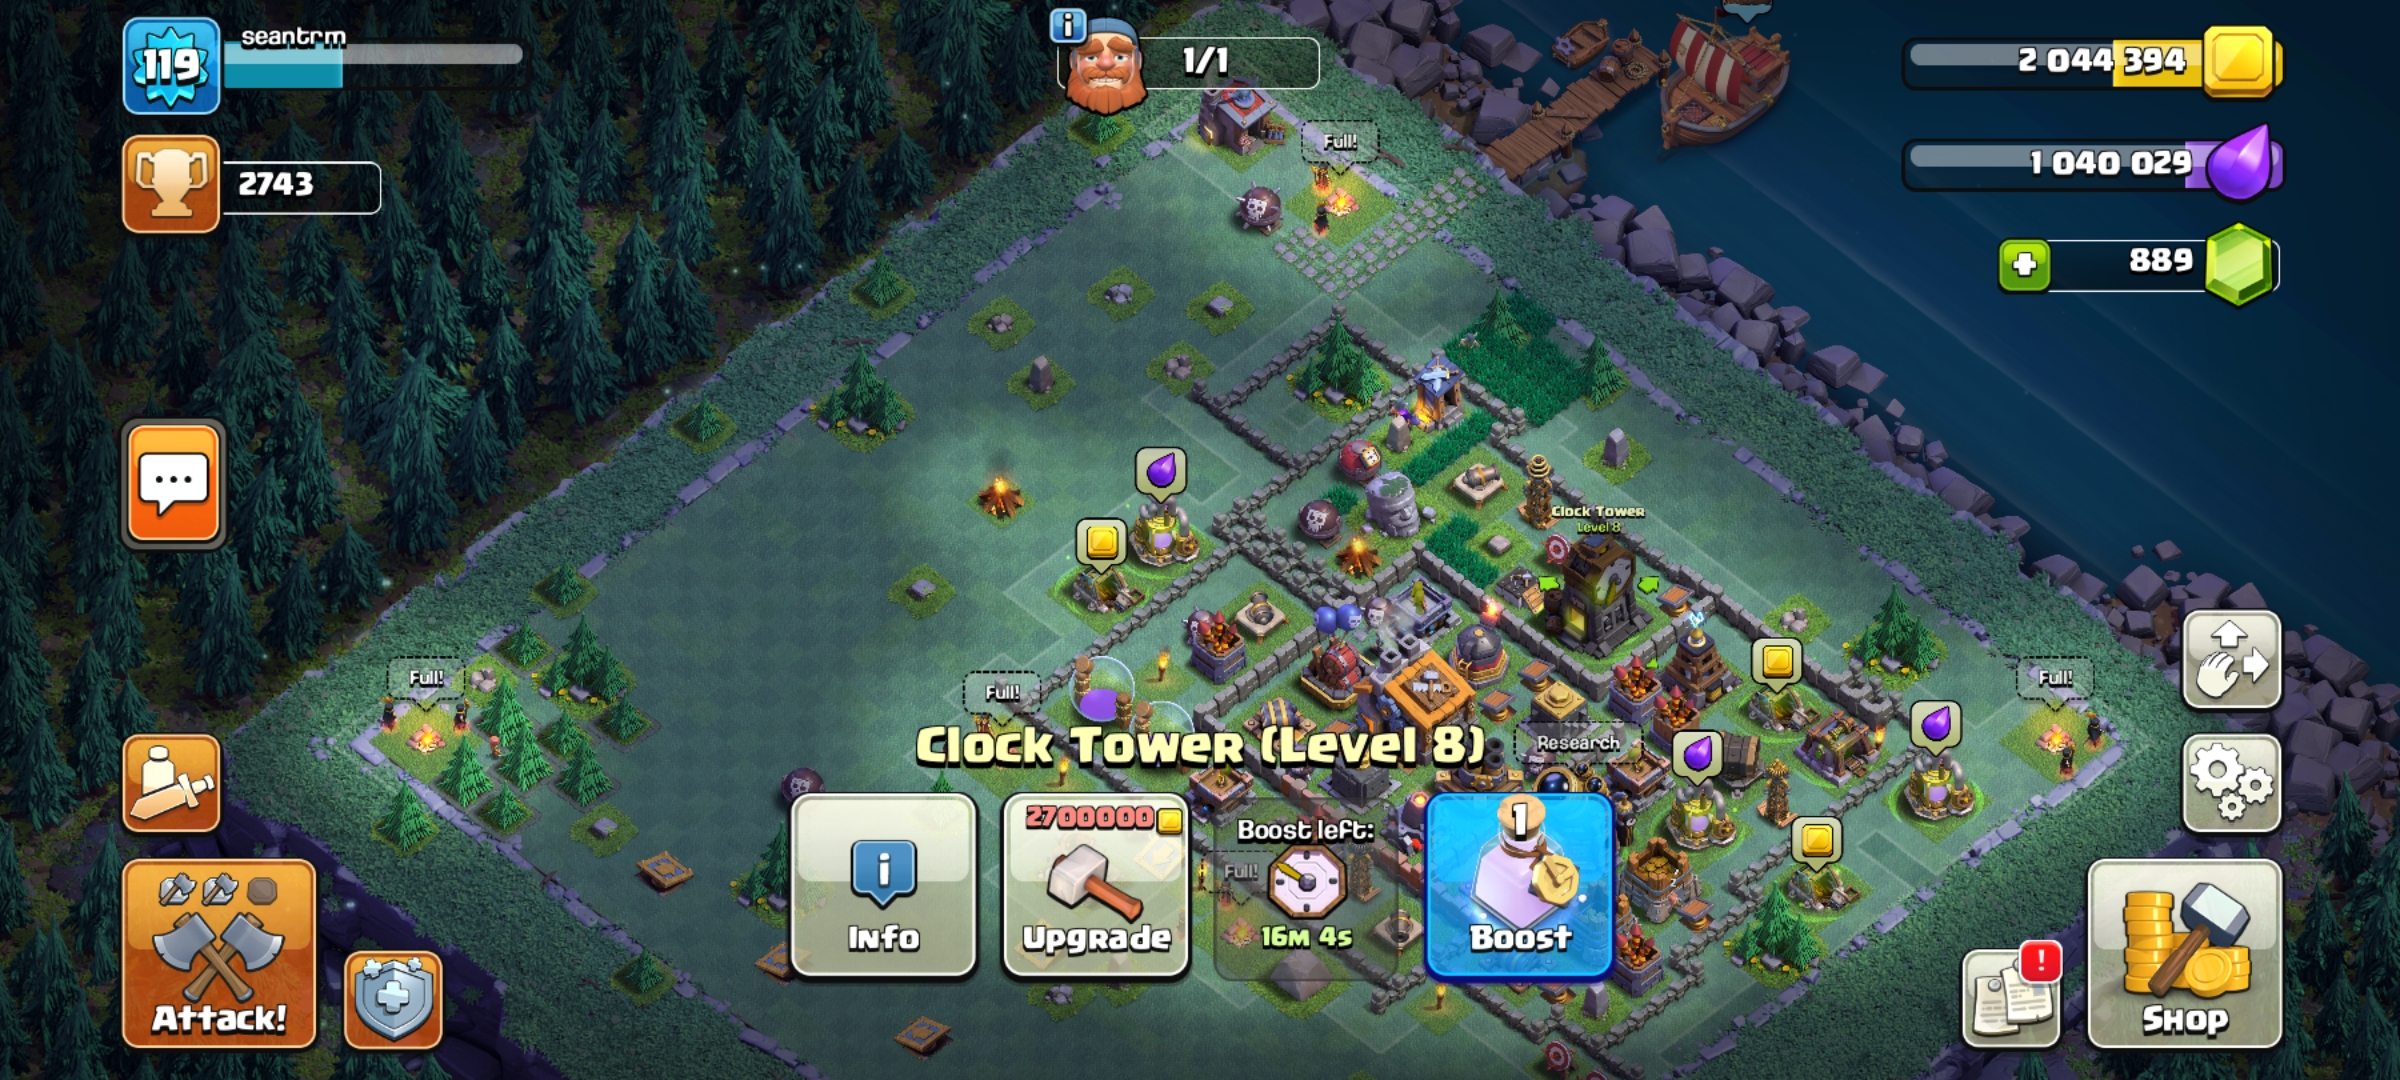 119
seantrm
1/1
2 044 394
Full!
2743
1 040 029
889
Clock Tower
Level 8
Full!
Full!
Full!
Clock Tower (Level 8)
Research
2700000
Boost left:
1
Full!
Info
Upgrade
16M 4s
Boost
2
!
Attack!
Shop